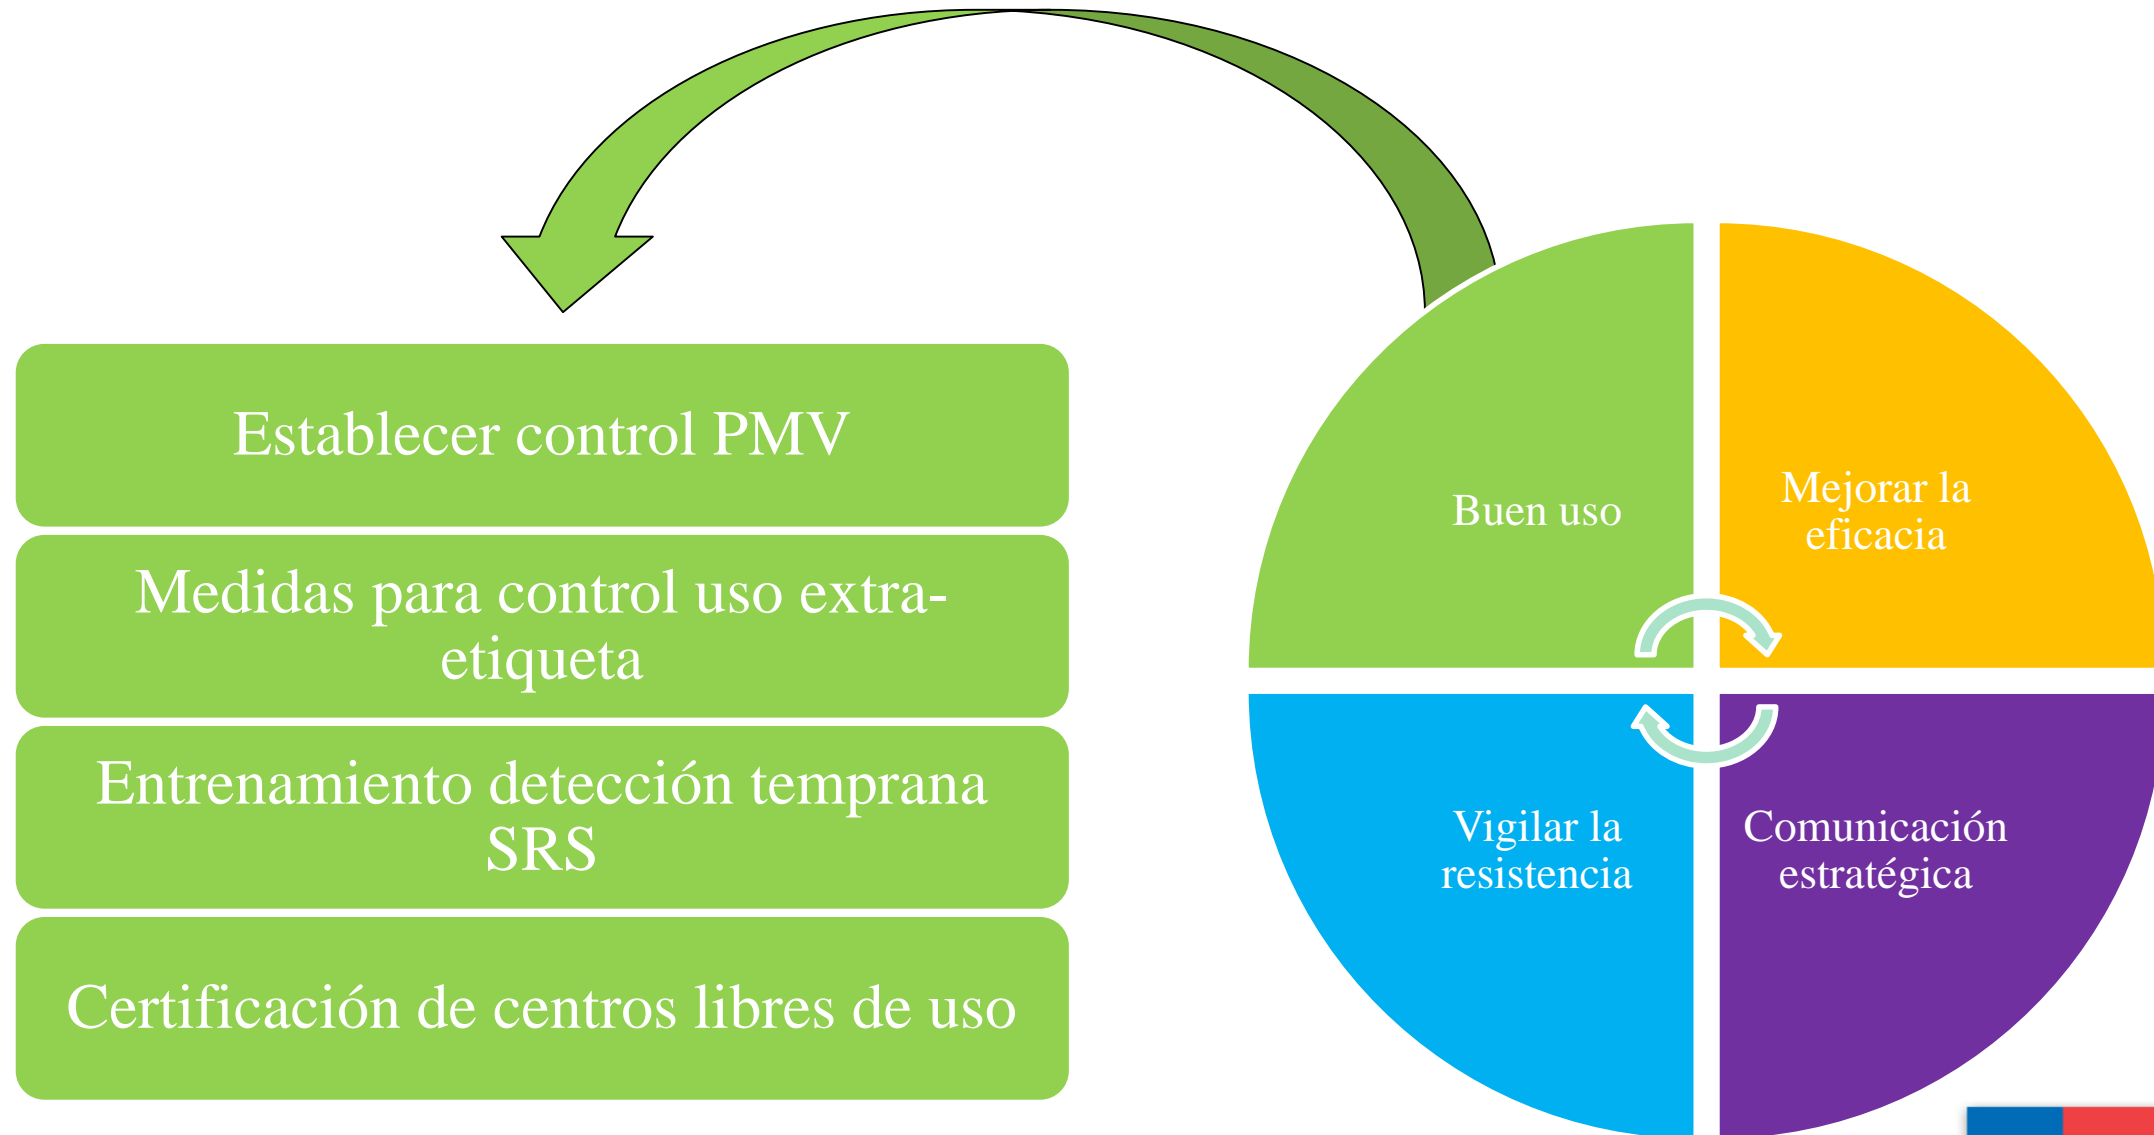 Establecer control PMV
Medidas para control uso extra-
etiqueta
Entrenamiento detección temprana
SRS
Certificación de centros libres de uso
Buen uso
Mejorar la
eficacia
Vigilar la
resistencia
Comunicación
estratégica